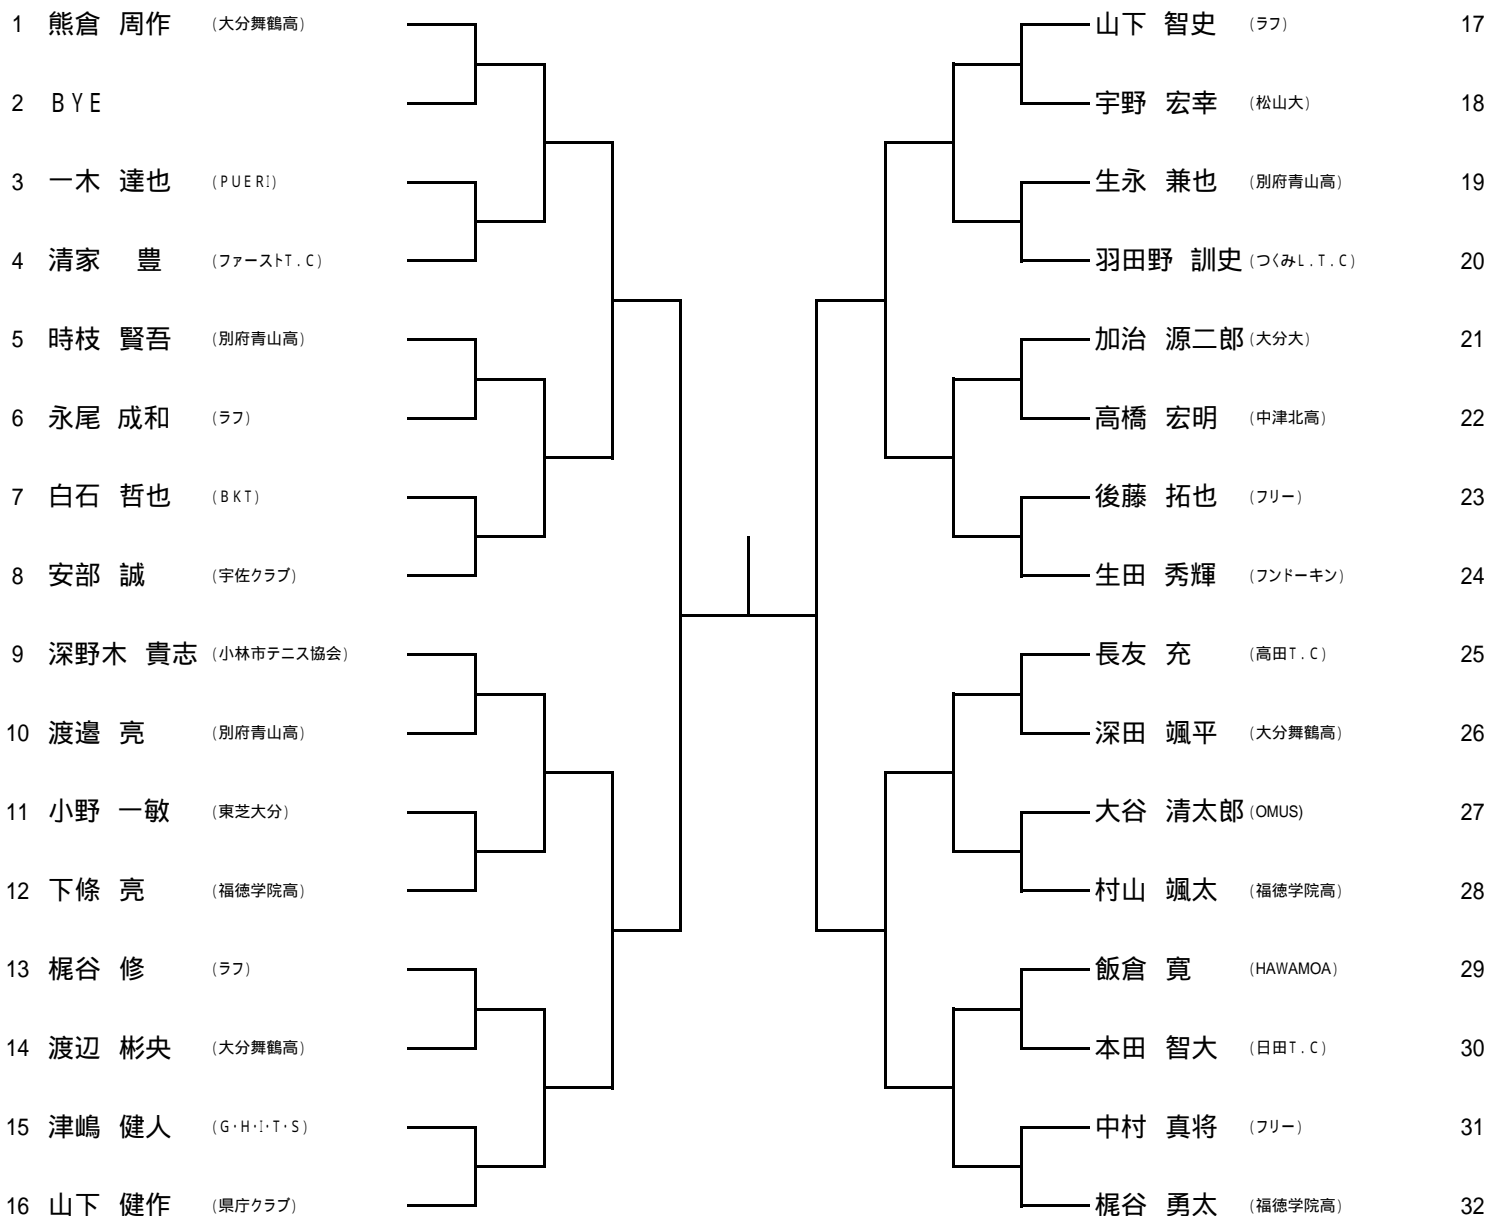 1 熊倉 周作 (大分舞鶴高)
2 BYE
3 一木 達也 (PUERI)
4 清家 豊 (ファーストT.C)
5 時枝 賢吾 (別府青山高)
6 永尾 成和 (ラフ)
7 白石 哲也 (BKT)
8 安部 誠 (宇佐クラブ)
9 深野木 貴志 (小林市テニス協会)
10 渡邉 亮 (別府青山高)
11 小野 一敏 (東芝大分)
12 下條 亮 (福徳学院高)
13 梶谷 修 (ラフ)
14 渡辺 彬央 (大分舞鶴高)
15 津嶋 健人 (G・H・I・T・S)
16 山下 健作 (県庁クラブ)
山下 智史 (ラフ) 17
宇野 宏幸 (松山大) 18
生永 兼也 (別府青山高) 19
羽田野 訓史 (つくみL.T.C) 20
加治 源二郎 (大分大) 21
高橋 宏明 (中津北高) 22
後藤 拓也 (フリー) 23
生田 秀輝 (フンドーキン) 24
長友 充 (高田T.C) 25
深田 颯平 (大分舞鶴高) 26
大谷 清太郎 (OMUS) 27
村山 颯太 (福徳学院高) 28
飯倉 寛 (HAWAMOA) 29
本田 智大 (日田T.C) 30
中村 真将 (フリー) 31
梶谷 勇太 (福徳学院高) 32